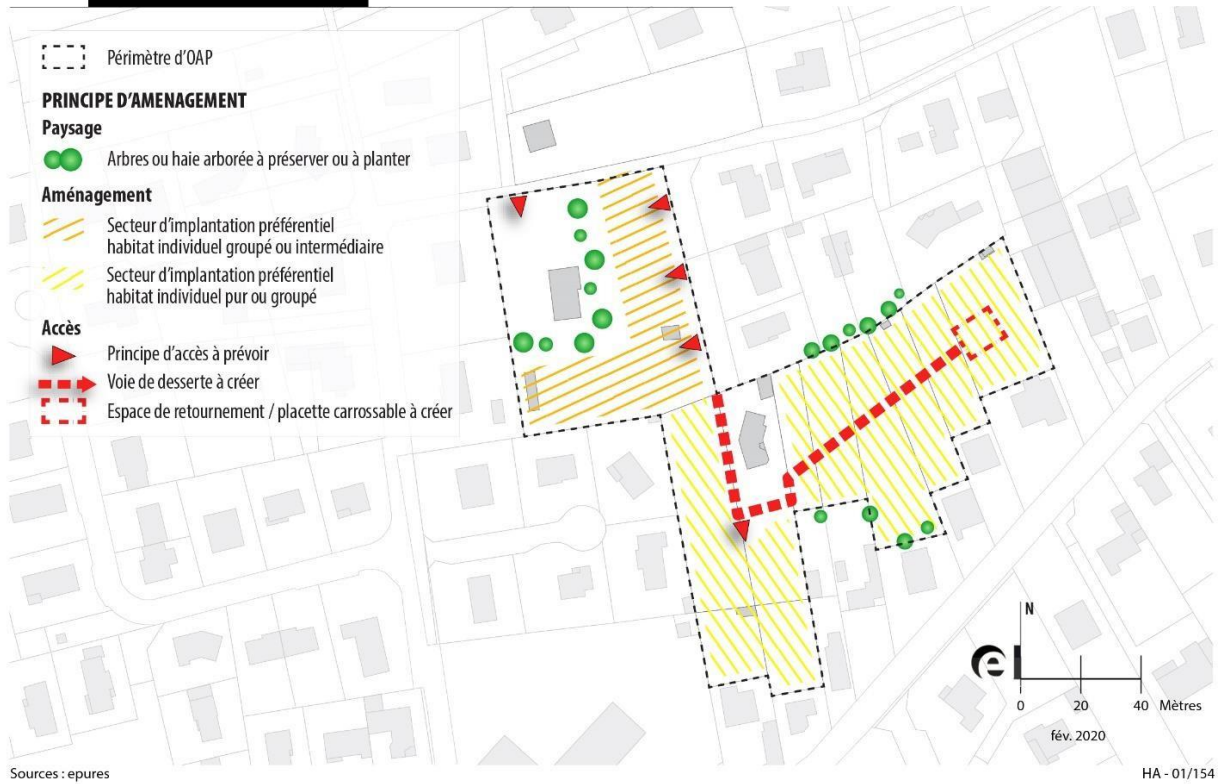 Périmètre d'OAP
PRINCIPE D'AMENAGEMENT
Paysage
Arbres ou haie arborée à préserver ou à planter
Aménagement
Secteur d'implantation préférentiel
habitat individuel groupé ou intermédiaire
Secteur d'implantation préférentiel
habitat individuel pur ou groupé
Accès
Principe d'accès à prévoir
Voie de desserte à créer
Espace de retournement / placette carrossable à créer
N
e
0 20 40 Mètres
fév. 2020
Sources : epures
HA - 01/154